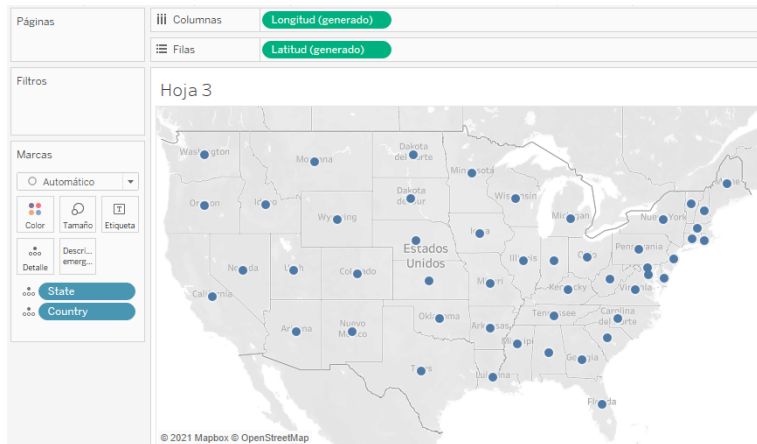 Páginas
Columnas
Longitud (generado)
Filas
Latitud (generado)
Filtros
Marcas
Automático
Color
Tamaño
Etiqueta
Detalle
Descri...
emerg...
State
Country
Hoja 3
Washington
Montana
Dakota
del Norte
Minnesota
Maine
Oregon
Idaho
Dakota
del Sur
Wisconsin
Michigan
Nueva York
Wyoming
Iowa
Pennsylvania
Estados
Unidos
Illinois
Ohio
Nevada
Utah
Colorado
Kentucky
Virginia
California
Oklahoma
Arkansas
Tennessee
Carolina
del Norte
Arizona
Nuevo
México
Georgia
Texas
Florida
© 2021 Mapbox © OpenStreetMap